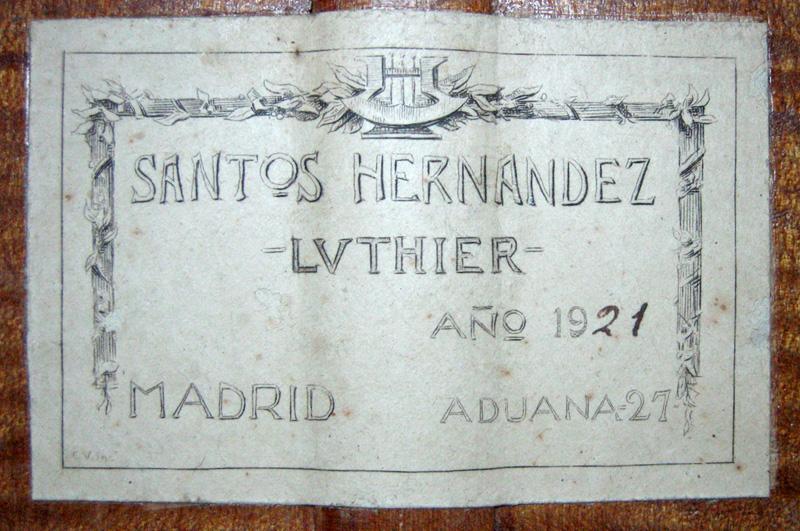 SANTOS HERNANDEZ
-LVTHIER-
AÑO 1921
MADRID ADUANA-27-